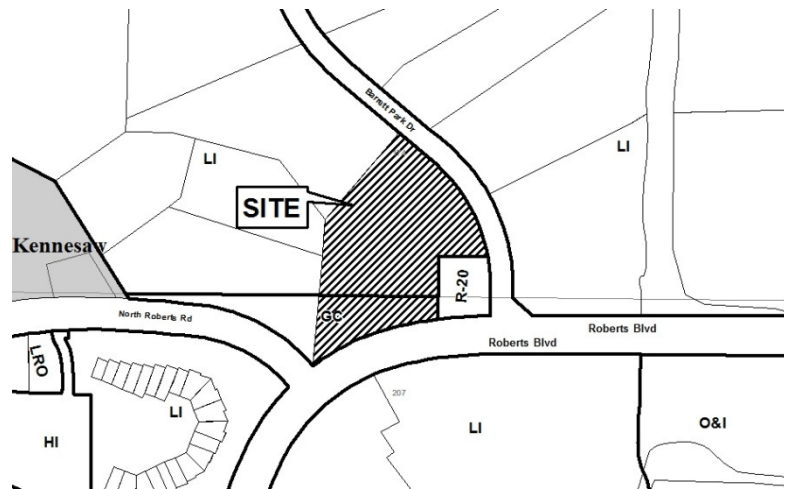 Barrett Park Dr
LI
LI
SITE
Kennesaw
R-20
North Roberts Rd
GC
Roberts Blvd
Roberts Blvd
LRO
LI
207
LI
O&I
HI